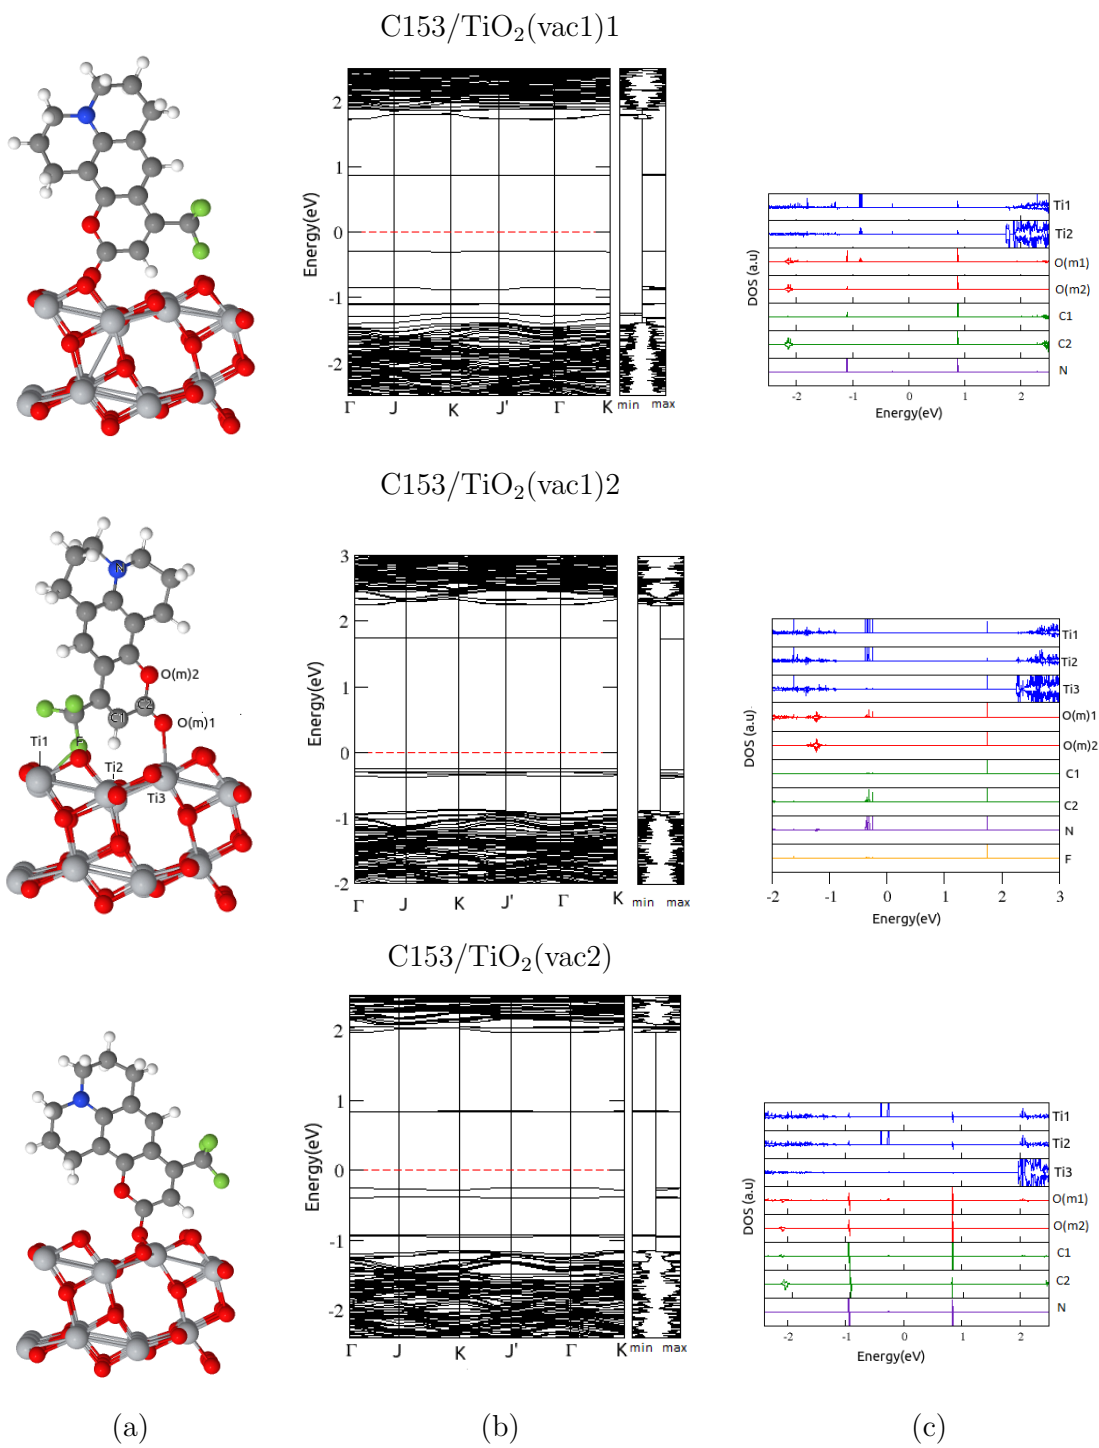 C153/TiO₂(vac1)1
Energy(eV)
2
1
0
-1
-2
Γ J K J' Γ K min max
DOS (a.u)
Ti1
Ti2
O(m1)
O(m2)
C1
C2
N
-2 -1 0 1 2
Energy(eV)
C153/TiO₂(vac1)2
N
O(m)2
C2
C1
O(m)1
Ti1
F
Ti2
Ti3
Energy(eV)
3
2
1
0
-1
-2
Γ J K J' Γ K min max
DOS (a.u)
Ti1
Ti2
Ti3
O(m)1
O(m)2
C1
C2
N
F
-2 -1 0 1 2 3
Energy(eV)
C153/TiO₂(vac2)
Energy(eV)
2
1
0
-1
-2
Γ J K J' Γ K min max
DOS (a.u)
Ti1
Ti2
Ti3
O(m1)
O(m2)
C1
C2
N
-2 -1 0 1 2
Energy(eV)
(a) (b) (c)